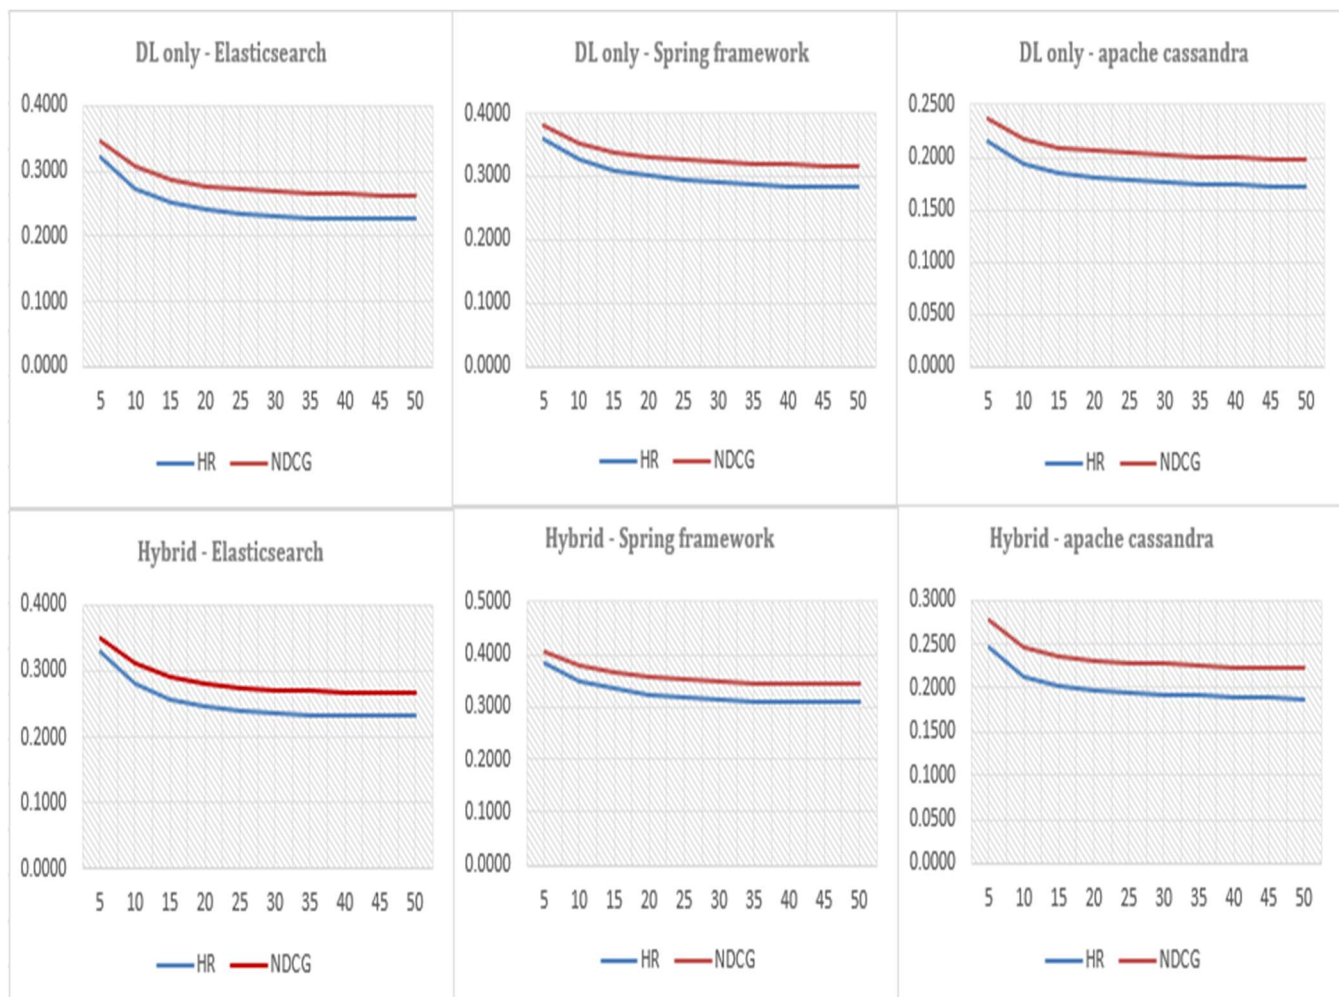 DL only - Elasticsearch
0.4000
0.3000
0.2000
0.1000
0.0000
5 10 15 20 25 30 35 40 45 50
HR NDCG
DL only - Spring framework
0.4000
0.3000
0.2000
0.1000
0.0000
5 10 15 20 25 30 35 40 45 50
HR NDCG
DL only - apache cassandra
0.2500
0.2000
0.1500
0.1000
0.0500
0.0000
5 10 15 20 25 30 35 40 45 50
HR NDCG
Hybrid - Elasticsearch
0.4000
0.3000
0.2000
0.1000
0.0000
5 10 15 20 25 30 35 40 45 50
HR NDCG
Hybrid - Spring framework
0.5000
0.4000
0.3000
0.2000
0.1000
0.0000
5 10 15 20 25 30 35 40 45 50
HR NDCG
Hybrid - apache cassandra
0.3000
0.2500
0.2000
0.1500
0.1000
0.0500
0.0000
5 10 15 20 25 30 35 40 45 50
HR NDCG